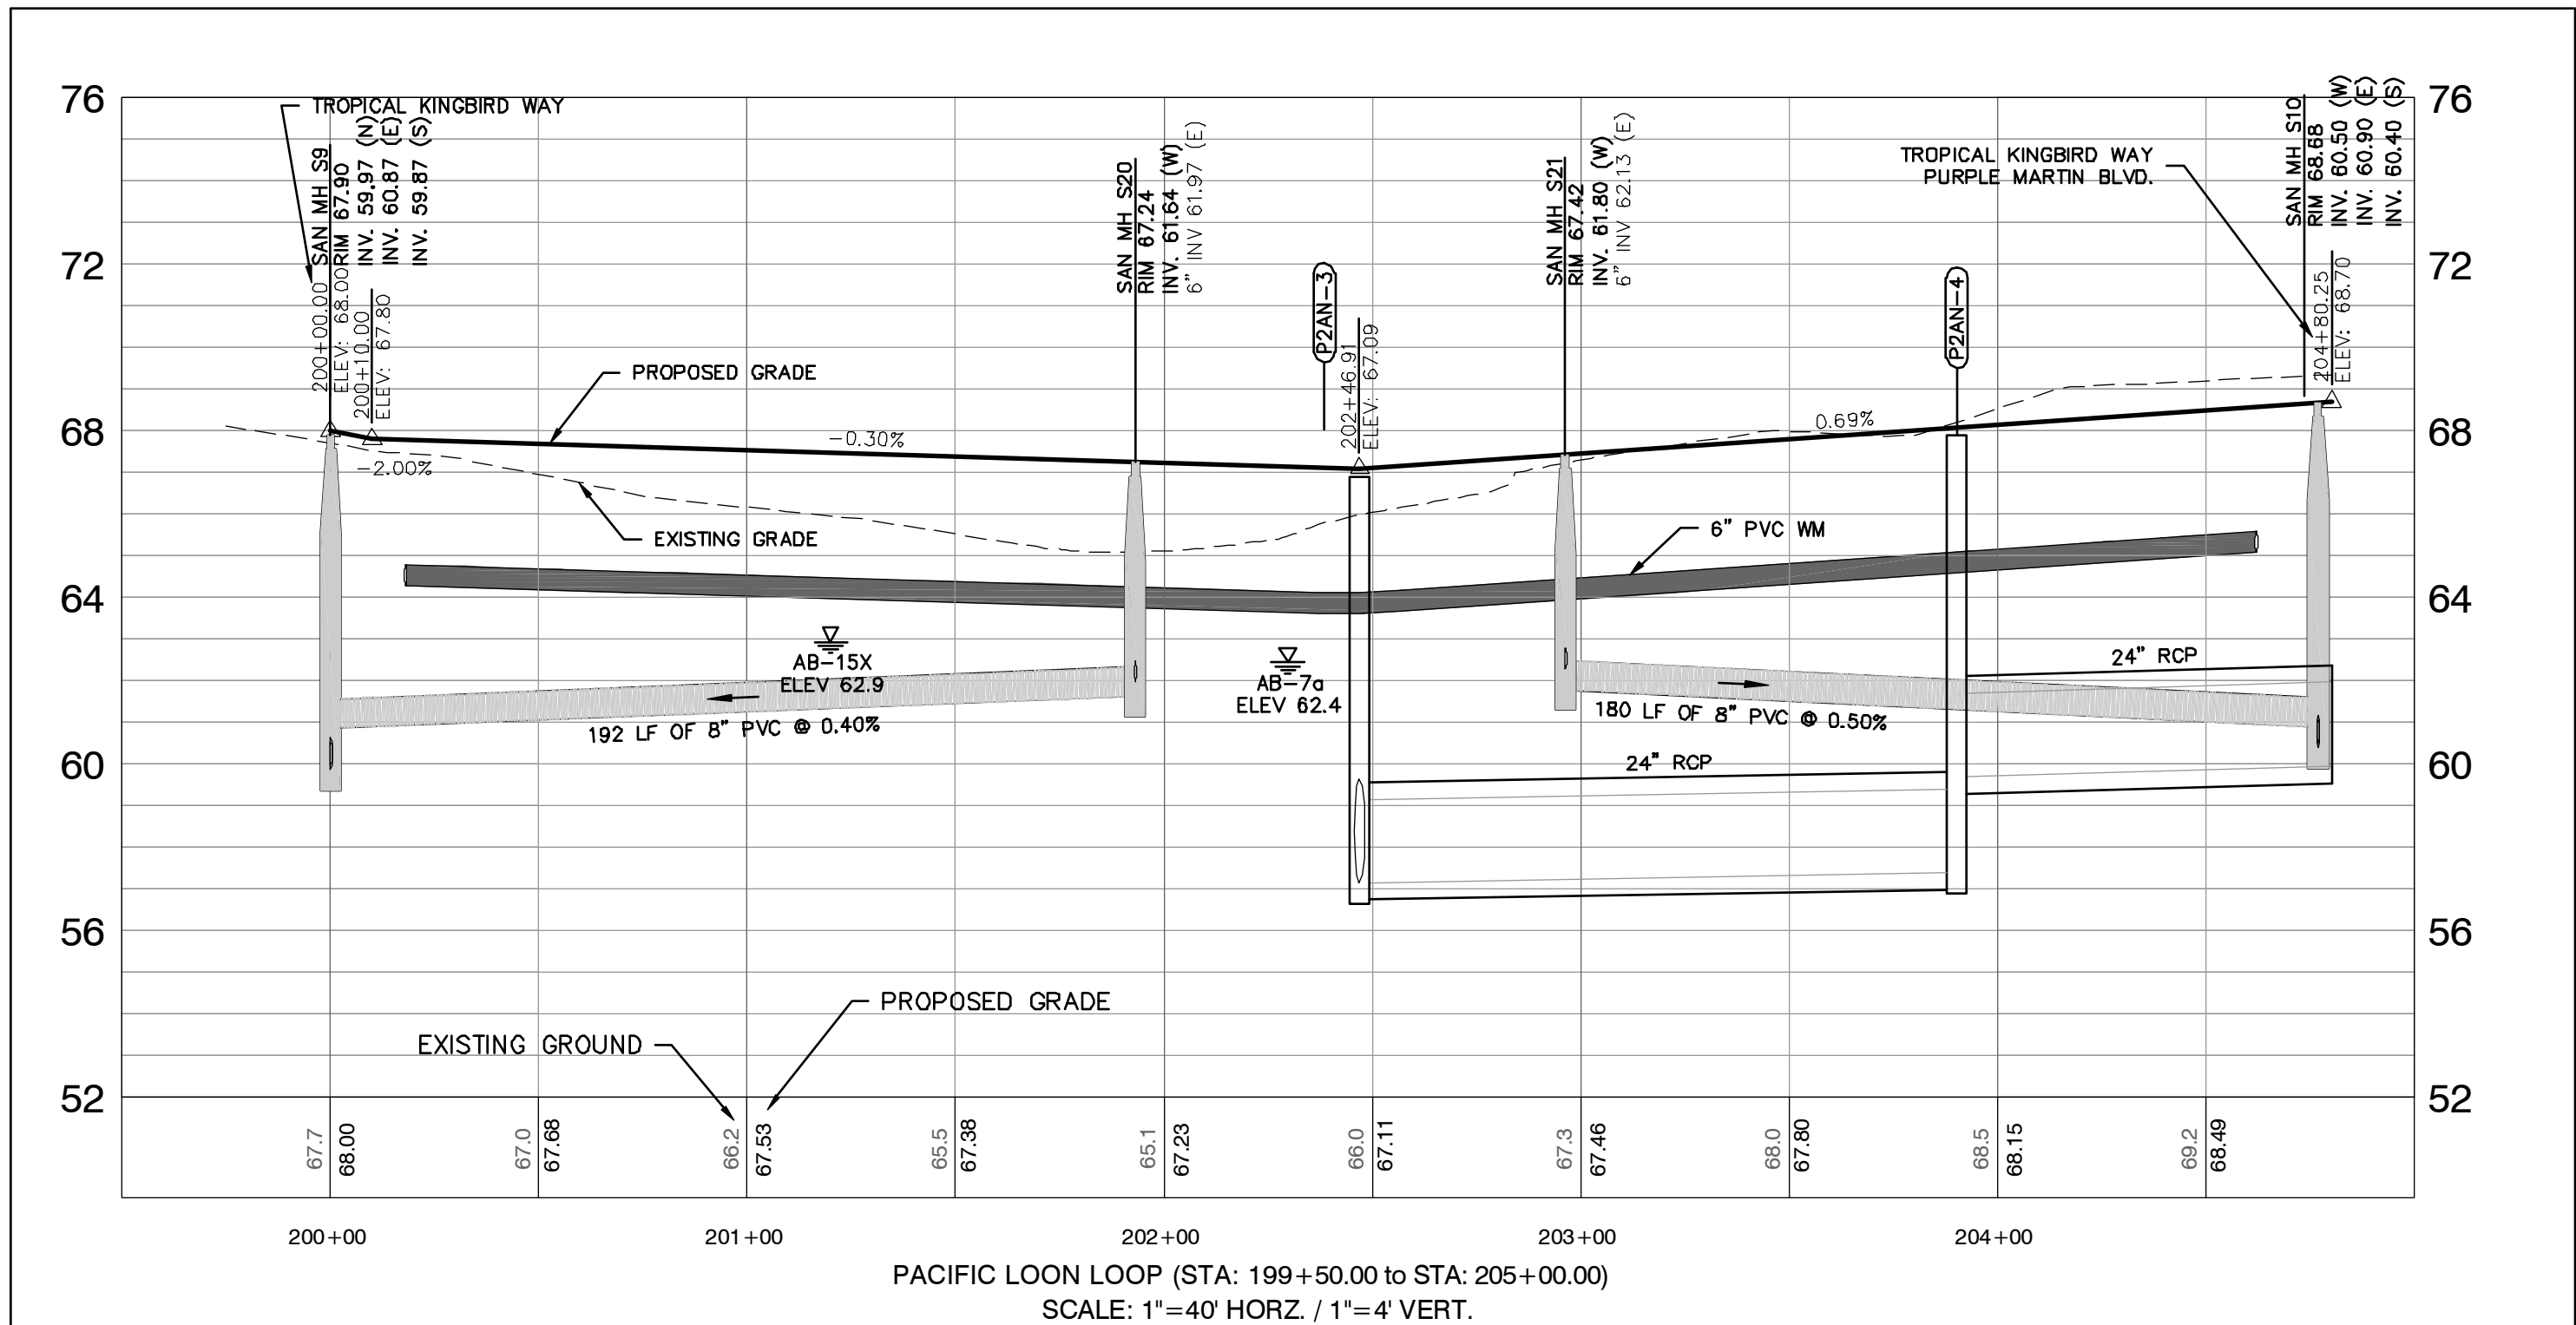 76
72
68
64
60
56
52
76
72
68
64
60
56
52
TROPICAL KINGBIRD WAY
SAN MH S9
RIM 67.90
INV. 59.97 (N)
INV. 60.87 (E)
INV. 59.87 (S)
200+00.00
ELEV: 68.00
200+10.00
ELEV: 67.80
PROPOSED GRADE
-2.00%
-0.30%
EXISTING GRADE
SAN MH S20
RIM 67.24
INV. 61.64 (W)
6" INV 61.97 (E)
P2AN-3
202+46.91
ELEV: 67.09
SAN MH S21
RIM 67.42
INV. 61.80 (W)
6" INV 62.13 (E)
0.69%
P2AN-4
TROPICAL KINGBIRD WAY
PURPLE MARTIN BLVD.
SAN MH S10
RIM 68.68
INV. 60.50 (W)
INV. 60.90 (E)
INV. 60.40 (S)
204+80.25
ELEV: 68.70
6" PVC WM
AB-15X
ELEV 62.9
AB-7a
ELEV 62.4
192 LF OF 8" PVC @ 0.40%
180 LF OF 8" PVC @ 0.50%
24" RCP
24" RCP
PROPOSED GRADE
EXISTING GROUND
67.7
68.00
67.0
67.68
66.2
67.53
65.5
67.38
65.1
67.23
66.0
67.11
67.3
67.46
68.0
67.80
68.5
68.15
69.2
68.49
200+00
201+00
202+00
203+00
204+00
PACIFIC LOON LOOP (STA: 199+50.00 to STA: 205+00.00)
SCALE: 1"=40' HORZ. / 1"=4' VERT.